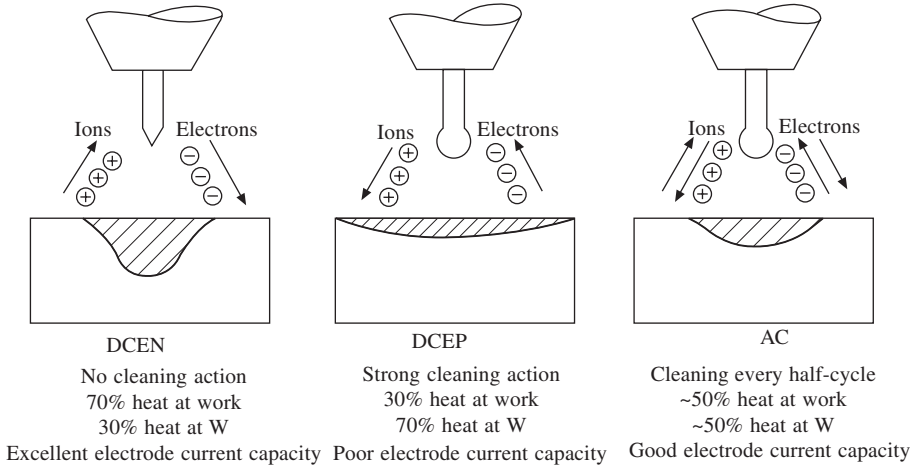 Ions
Electrons
DCEN
No cleaning action
70% heat at work
30% heat at W
Excellent electrode current capacity
Ions
Electrons
DCEP
Strong cleaning action
30% heat at work
70% heat at W
Poor electrode current capacity
Ions
Electrons
AC
Cleaning every half-cycle
~50% heat at work
~50% heat at W
Good electrode current capacity